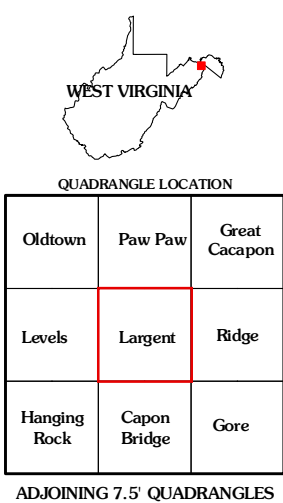 WEST VIRGINIA
QUADRANGLE LOCATION
Oldtown
Paw Paw
Great
Cacapon
Levels
Largent
Ridge
Hanging
Rock
Capon
Bridge
Gore
ADJOINING 7.5' QUADRANGLES